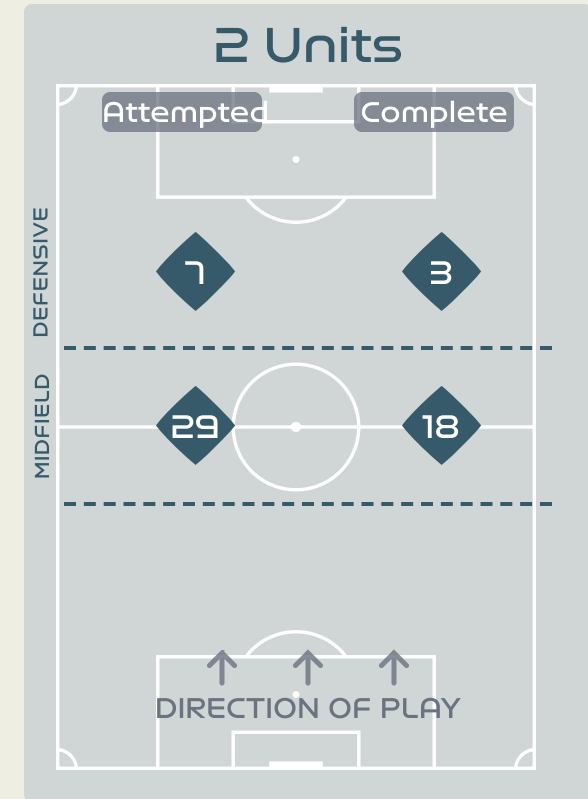 2 Units
Attempted Complete
DEFENSIVE
7 3
MIDFIELD
29 18
DIRECTION OF PLAY